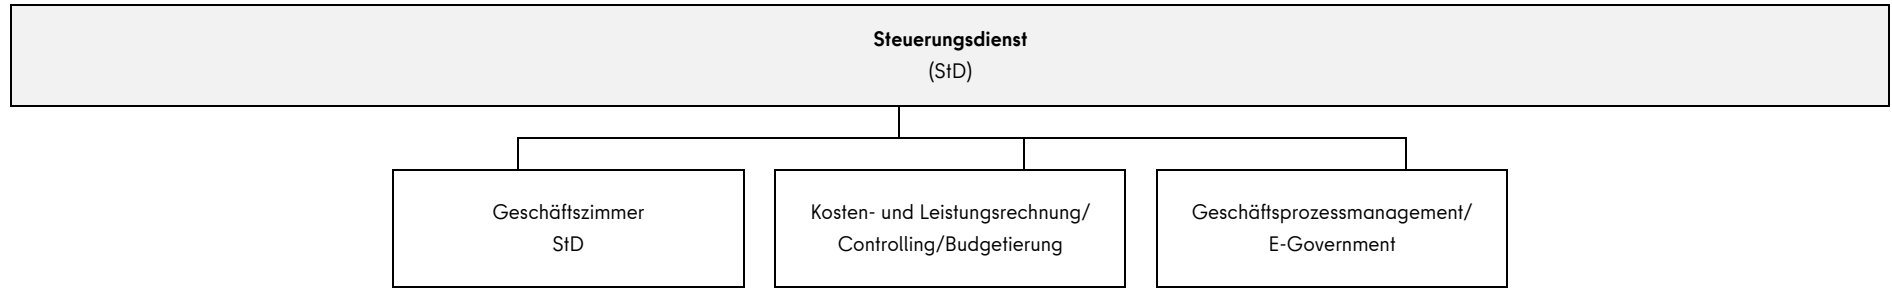 Steuerungsdienst
(StD)
Geschäftszimmer
StD
Kosten- und Leistungsrechnung/
Controlling/Budgetierung
Geschäftsprozessmanagement/
E-Government